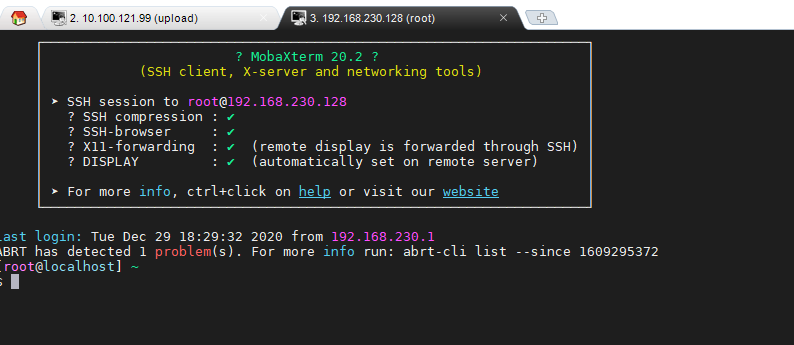 2. 10.100.121.99 (upload)
3. 192.168.230.128 (root)
? MobaXterm 20.2 ?
(SSH client, X-server and networking tools)
➤ SSH session to root@192.168.230.128
? SSH compression : ✔
? SSH-browser : ✔
? X11-forwarding : ✔ (remote display is forwarded through SSH)
? DISPLAY : ✔ (automatically set on remote server)
➤ For more info, ctrl+click on help or visit our website
Last login: Tue Dec 29 18:29:32 2020 from 192.168.230.1
ABRT has detected 1 problem(s). For more info run: abrt-cli list --since 1609295372
[root@localhost] ~
$